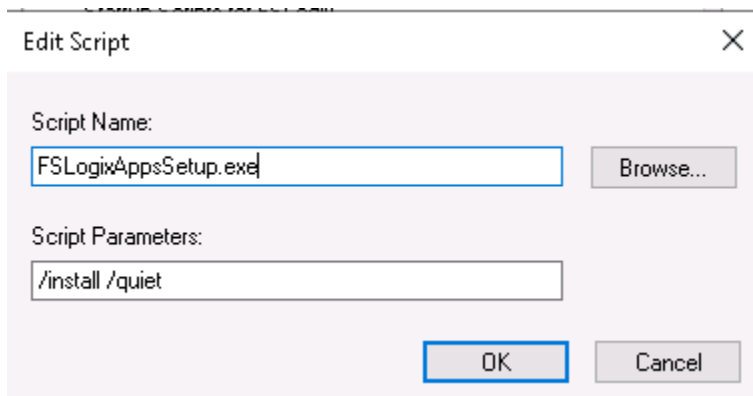 Edit Script
Script Name:
FSLogixAppsSetup.exe
Browse...
Script Parameters:
/install /quiet
OK
Cancel